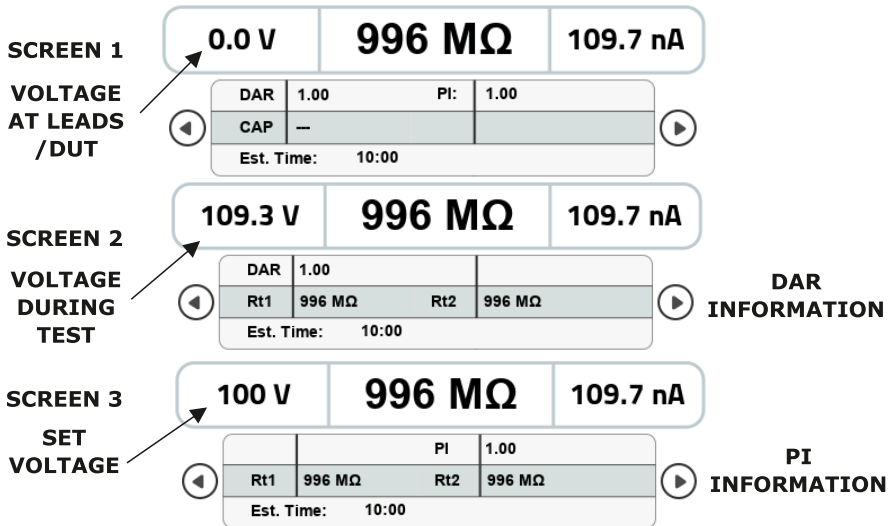 SCREEN 1
VOLTAGE
AT LEADS
/DUT
0.0 V 996 MΩ 109.7 nA
DAR 1.00 PI: 1.00
CAP ---
Est. Time: 10:00
SCREEN 2
VOLTAGE
DURING
TEST
109.3 V 996 MΩ 109.7 nA
DAR 1.00
Rt1 996 MΩ Rt2 996 MΩ
Est. Time: 10:00
DAR
INFORMATION
SCREEN 3
SET
VOLTAGE
100 V 996 MΩ 109.7 nA
PI 1.00
Rt1 996 MΩ Rt2 996 MΩ
Est. Time: 10:00
PI
INFORMATION